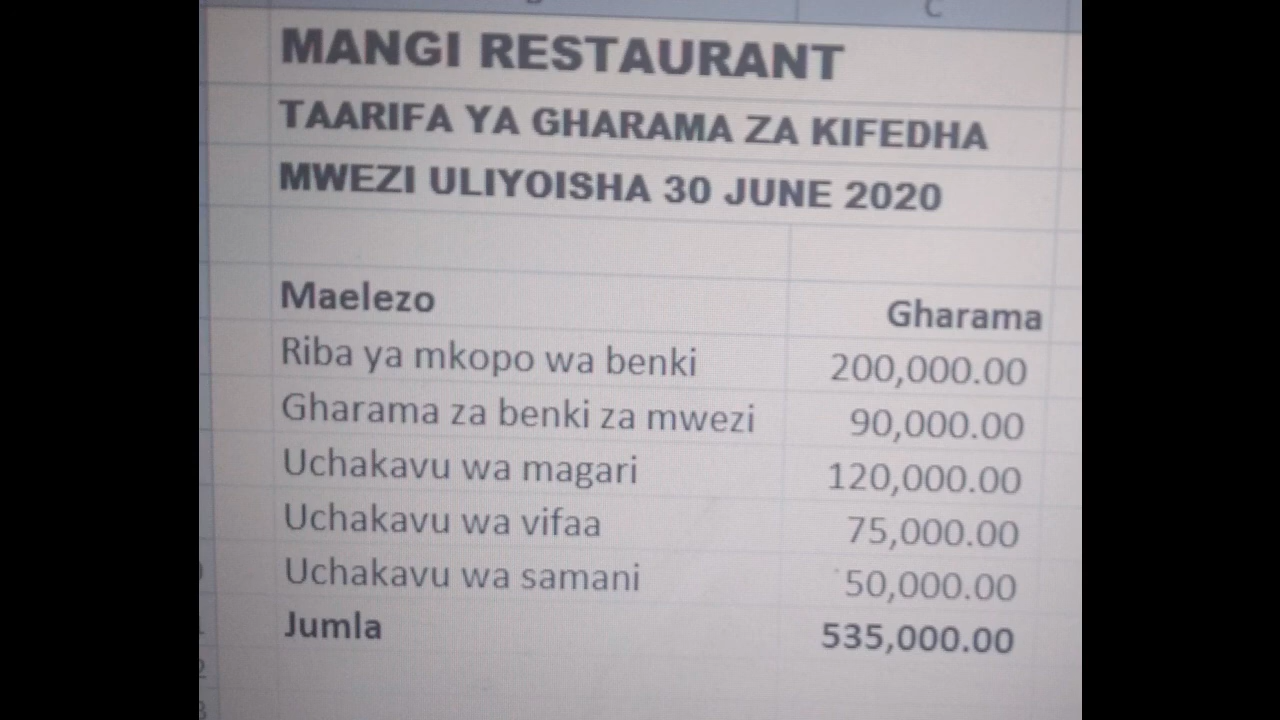 C
MANGI RESTAURANT
TAARIFA YA GHARAMA ZA KIFEDHA
MWEZI ULIYOISHA 30 JUNE 2020
Maelezo Gharama
Riba ya mkopo wa benki 200,000.00
Gharama za benki za mwezi 90,000.00
Uchakavu wa magari 120,000.00
Uchakavu wa vifaa 75,000.00
Uchakavu wa samani 50,000.00
Jumla 535,000.00